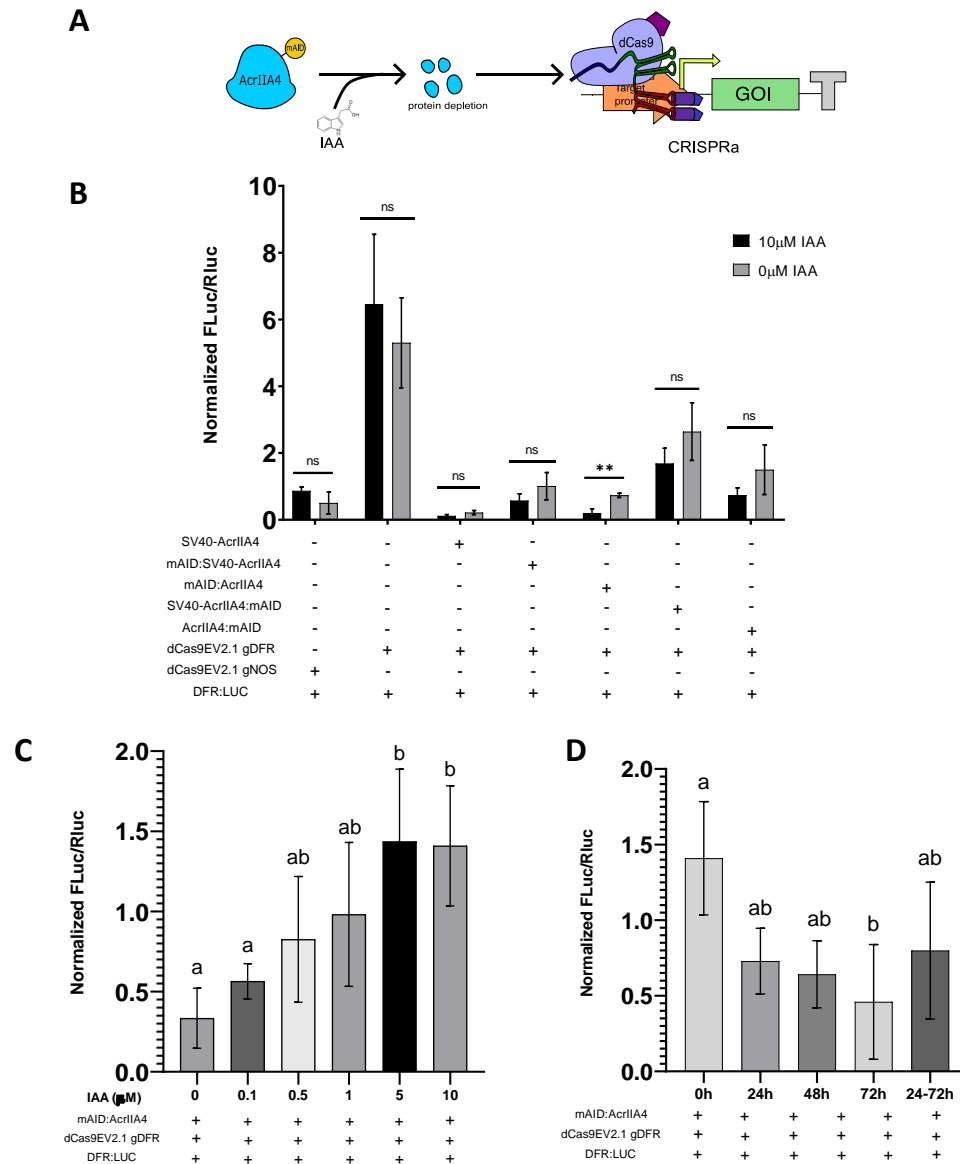 A
mAID
AcrIIA4
IAA
OH
protein depletion
dCas9
Target
promoter
GOI
CRISPRa
B
Normalized FLuc/Rluc
10
8
6
4
2
0
ns
ns
ns
ns
**
ns
ns
10μM IAA
0μM IAA
SV40-AcrIIA4 - - + - - - -
mAID:SV40-AcrIIA4 - - - + - - -
mAID:AcrIIA4 - - - - + - -
SV40-AcrIIA4:mAID - - - - - + -
AcrIIA4:mAID - - - - - - +
dCas9EV2.1 gDFR - + + + + + +
dCas9EV2.1 gNOS + - - - - - -
DFR:LUC + + + + + + +
C
Normalized FLuc/Rluc
2.0
1.5
1.0
0.5
0.0
a a ab ab b b
IAA (μM) 0 0.1 0.5 1 5 10
mAID:AcrIIA4 + + + + + +
dCas9EV2.1 gDFR + + + + + +
DFR:LUC + + + + + +
D
Normalized FLuc/Rluc
2.0
1.5
1.0
0.5
0.0
a ab ab b ab
0h 24h 48h 72h 24-72h
mAID:AcrIIA4 + + + + + +
dCas9EV2.1 gDFR + + + + + +
DFR:LUC + + + + + +